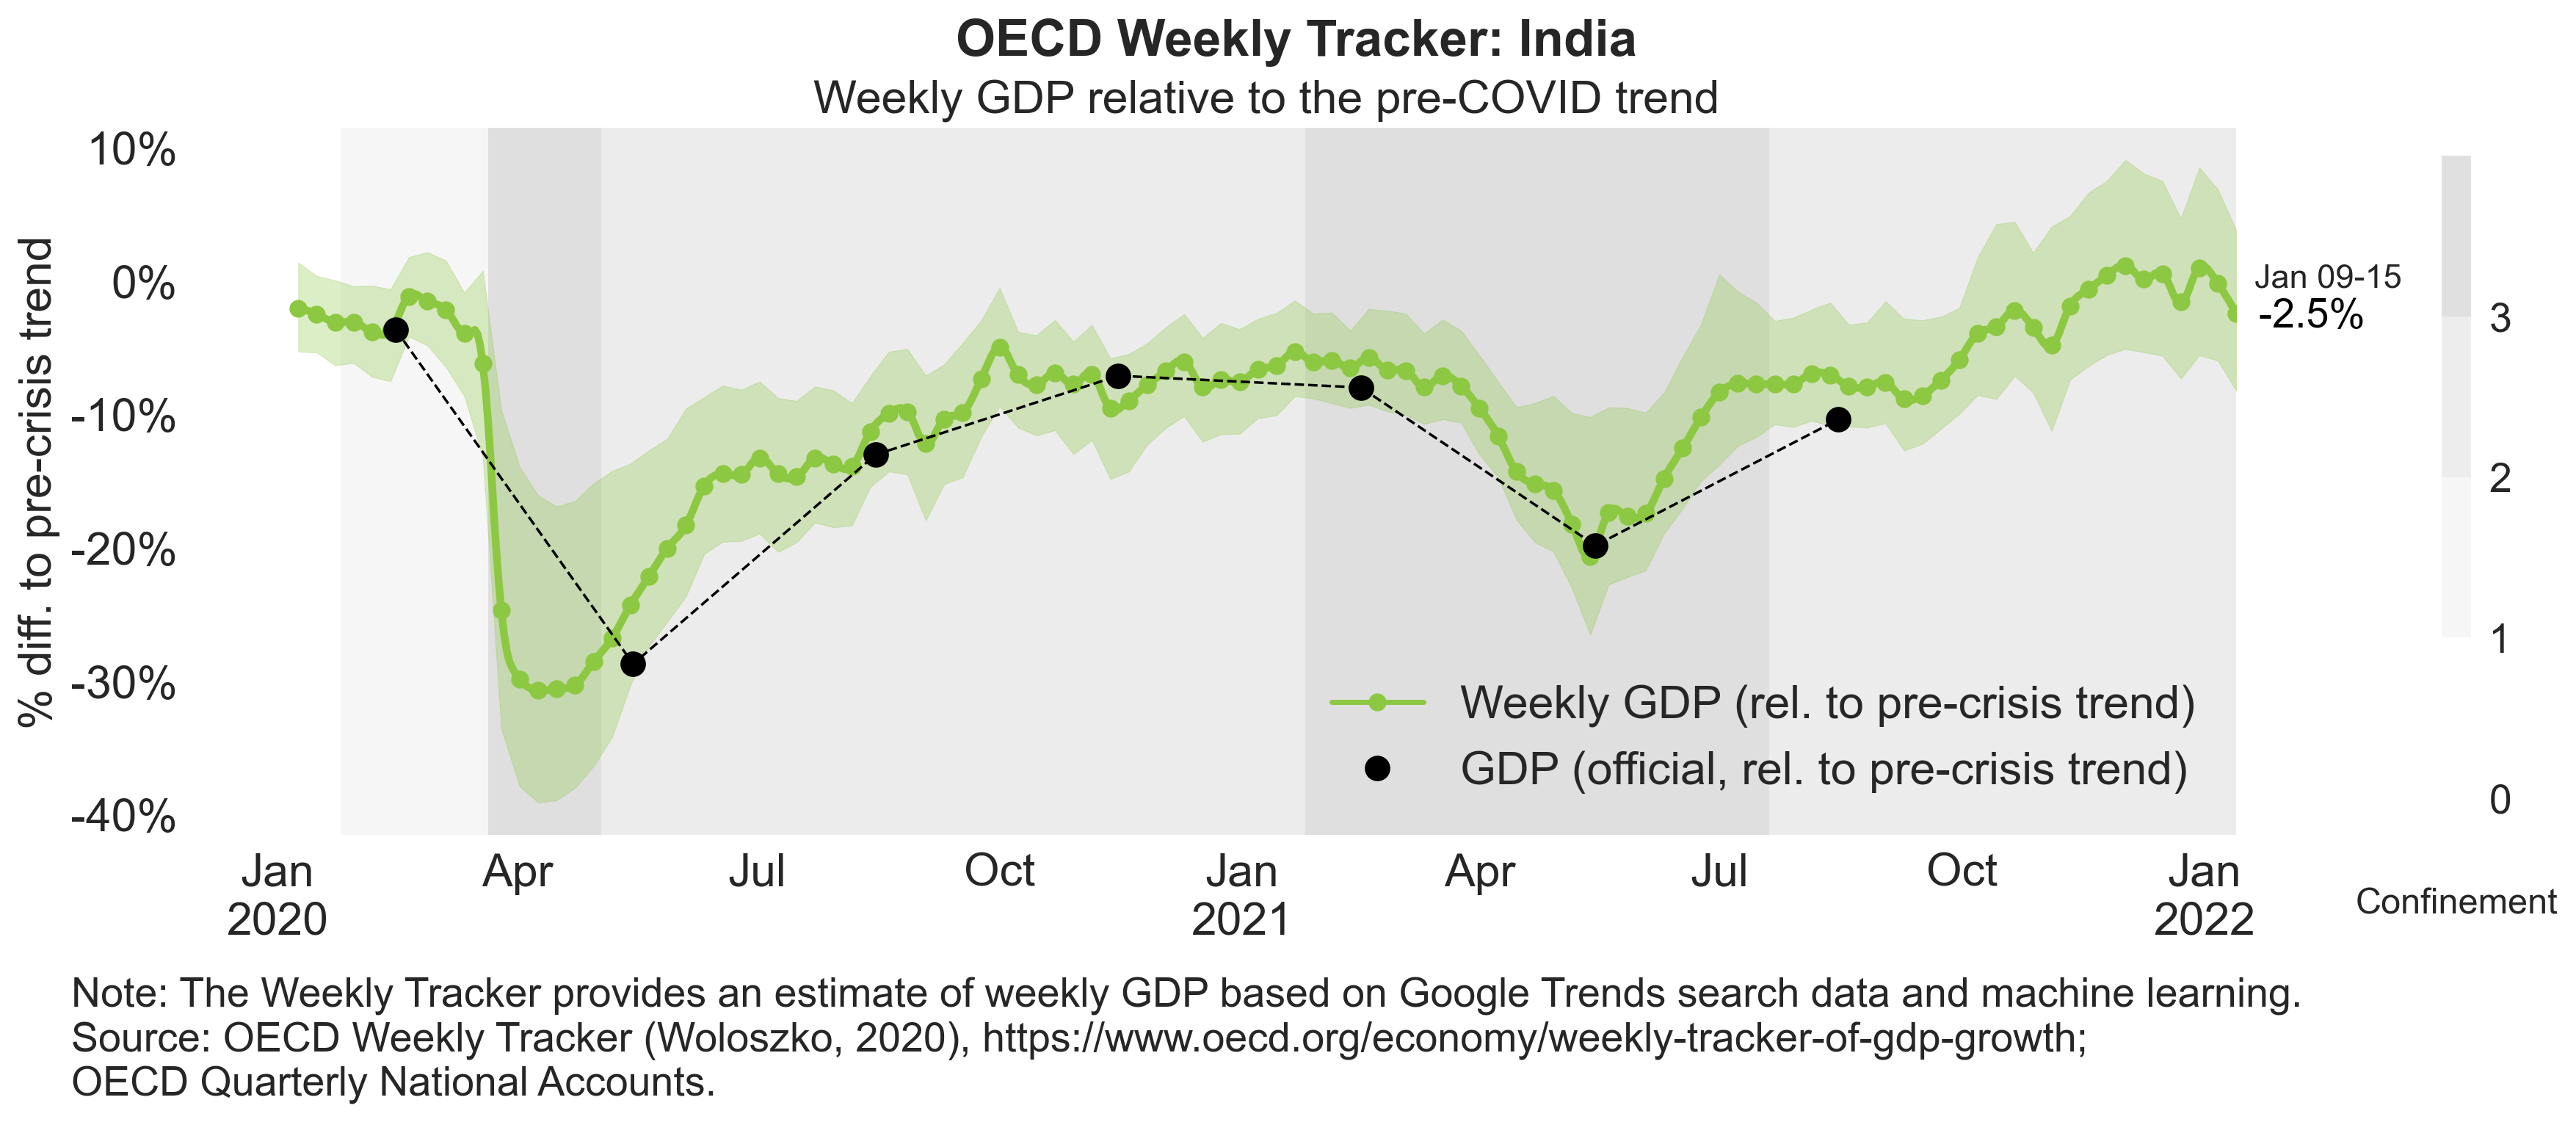 OECD Weekly Tracker: India
Weekly GDP relative to the pre-COVID trend
% diff. to pre-crisis trend
10%
0%
-10%
-20%
-30%
-40%
Jan 09-15
-2.5%
3
2
1
0
Confinement
Weekly GDP (rel. to pre-crisis trend)
GDP (official, rel. to pre-crisis trend)
Jan Apr Jul Oct Jan Apr Jul Oct Jan
2020 2021 2022
Note: The Weekly Tracker provides an estimate of weekly GDP based on Google Trends search data and machine learning.
Source: OECD Weekly Tracker (Woloszko, 2020), https://www.oecd.org/economy/weekly-tracker-of-gdp-growth;
OECD Quarterly National Accounts.